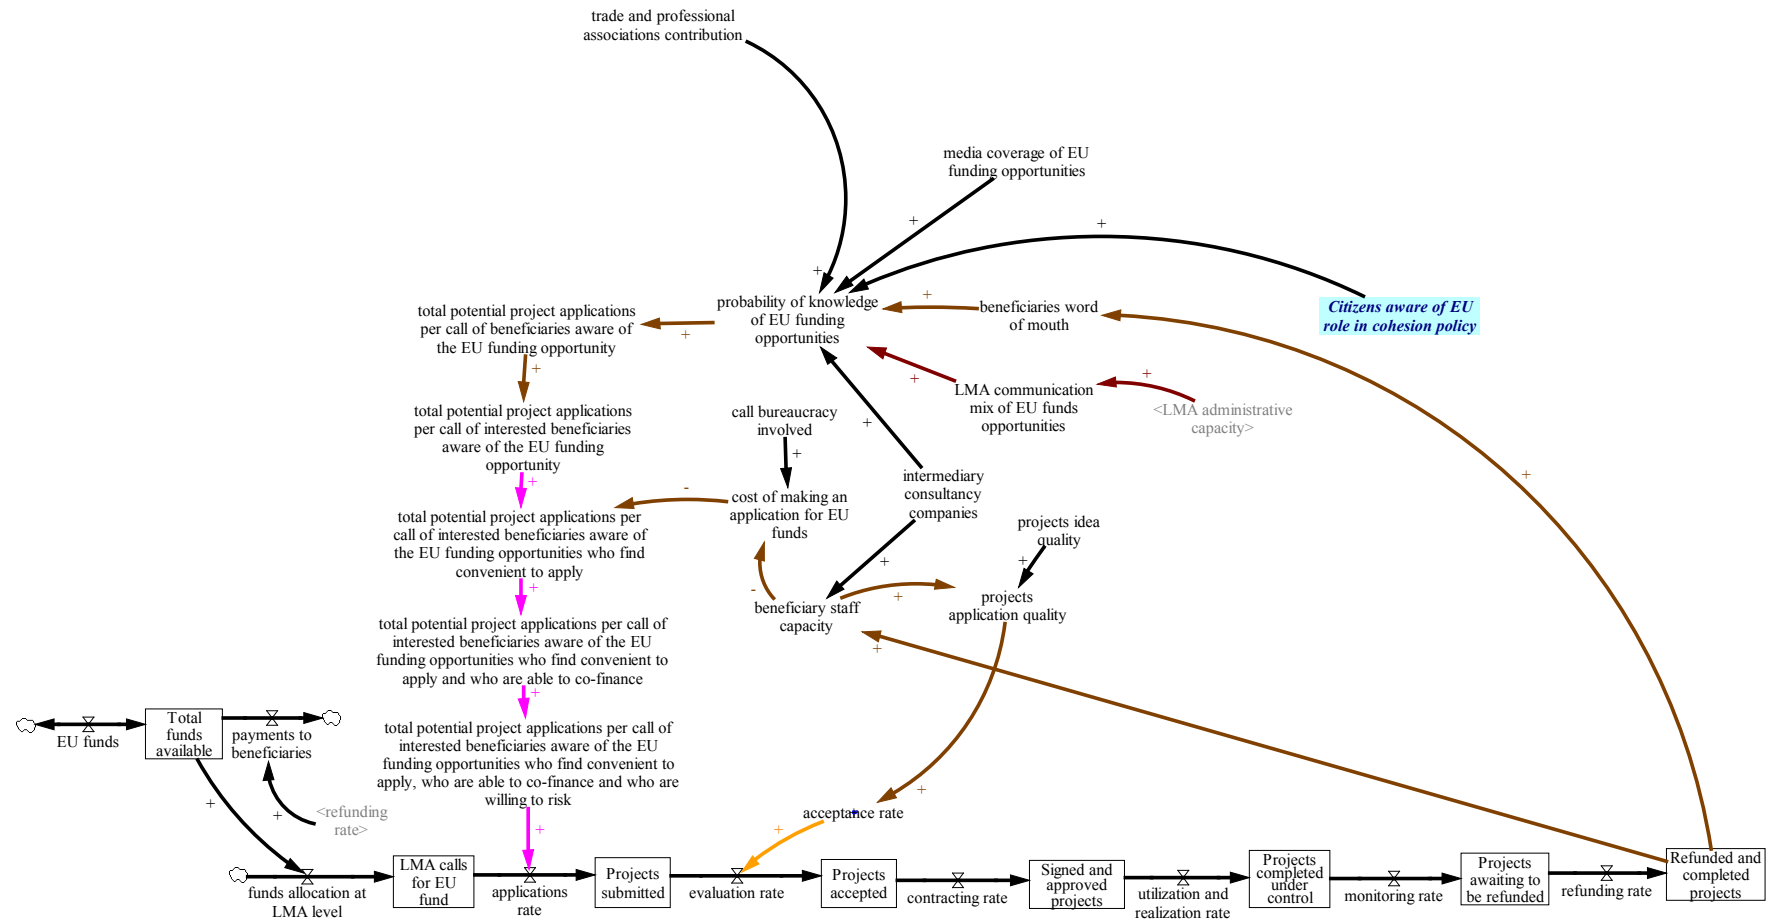 trade and professional
associations contribution
media coverage of EU
funding opportunities
+
+
+
probability of knowledge
of EU funding
opportunities
+
beneficiaries word
of mouth
Citizens aware of EU
role in cohesion policy
total potential project applications
per call of beneficiaries aware of
the EU funding opportunity
+
+
+
+
LMA communication
mix of EU funds
opportunities
<LMA administrative
capacity>
total potential project applications
per call of interested beneficiaries
aware of the EU funding
opportunity
call bureaucracy
involved
+
+
+
+
-
intermediary
consultancy
companies
cost of making an
application for EU
funds
total potential project applications per
call of interested beneficiaries aware of
the EU funding opportunities who find
convenient to apply
projects idea
quality
+
+
+
-
+
beneficiary staff
capacity
projects
application quality
+
total potential project applications per call of
interested beneficiaries aware of the EU
funding opportunities who find convenient to
apply and who are able to co-finance
+
total potential project applications per call of
interested beneficiaries aware of the EU
funding opportunities who find convenient to
apply, who are able to co-finance and who are
willing to risk
EU funds
Total
funds
available
payments to
beneficiaries
+
+
<refunding
rate>
+
+
acceptance rate
+
funds allocation at
LMA level
LMA calls
for EU
fund
applications
rate
Projects
submitted
evaluation rate
Projects
accepted
contracting rate
Signed and
approved
projects
utilization and
realization rate
Projects
completed
under
control
monitoring rate
Projects
awaiting to
be refunded
refunding rate
Refunded and
completed
projects